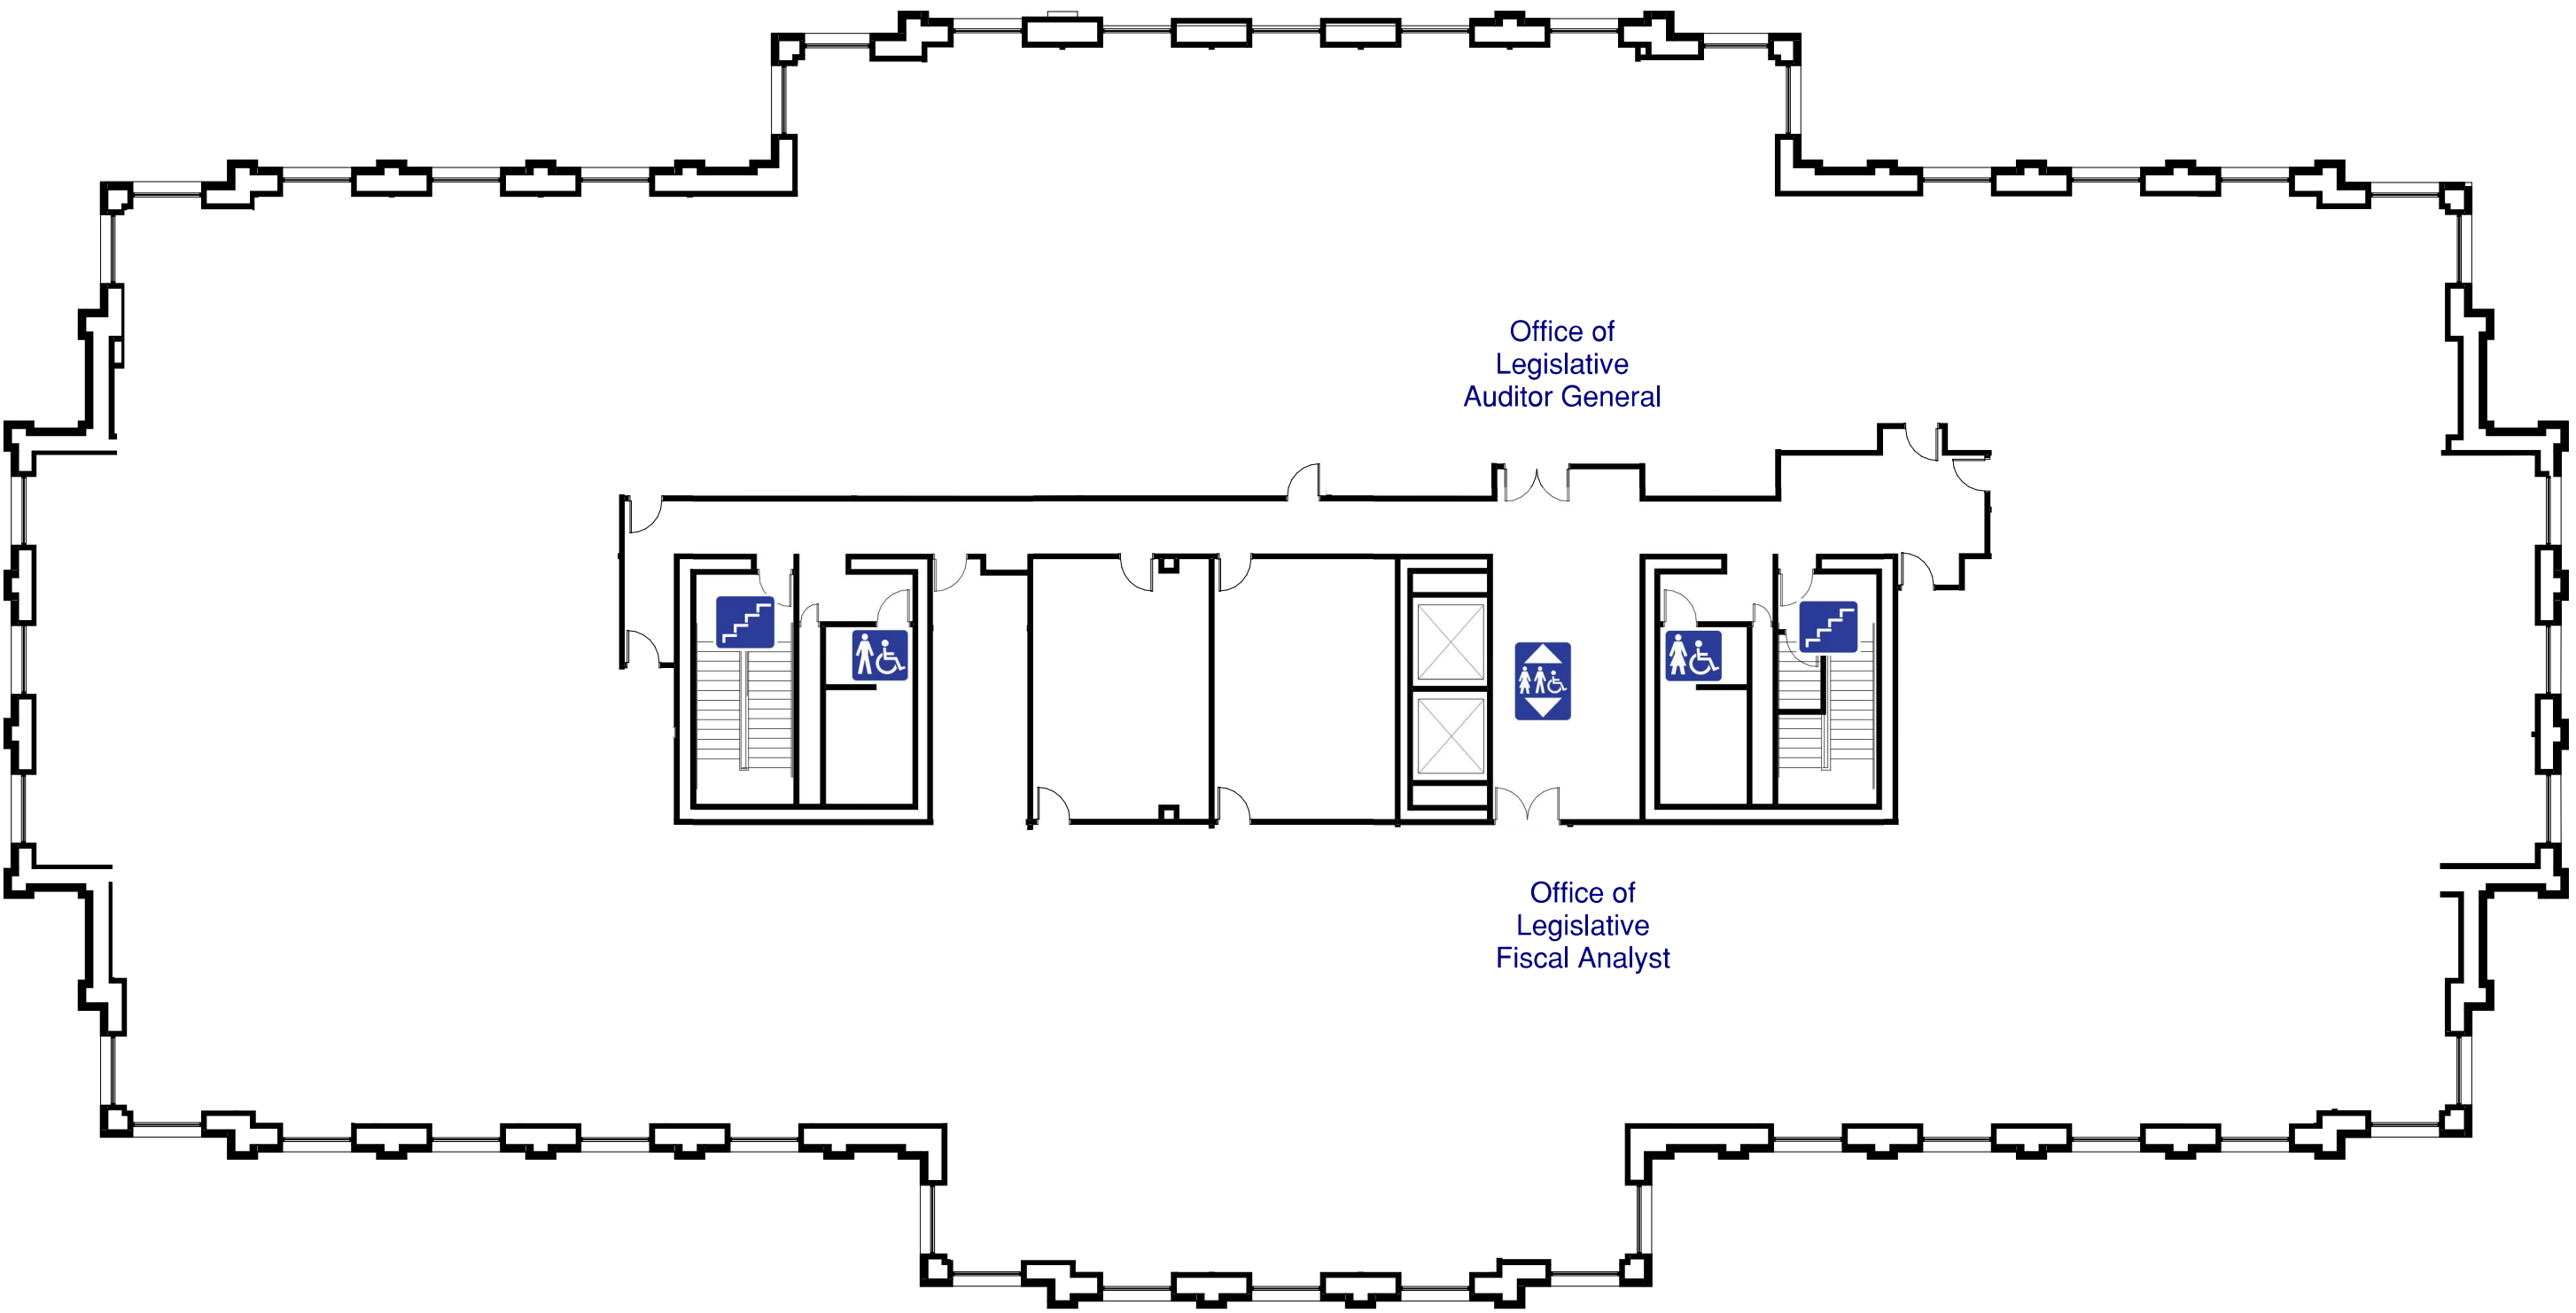 Office of
Legislative
Auditor General
Office of
Legislative
Fiscal Analyst